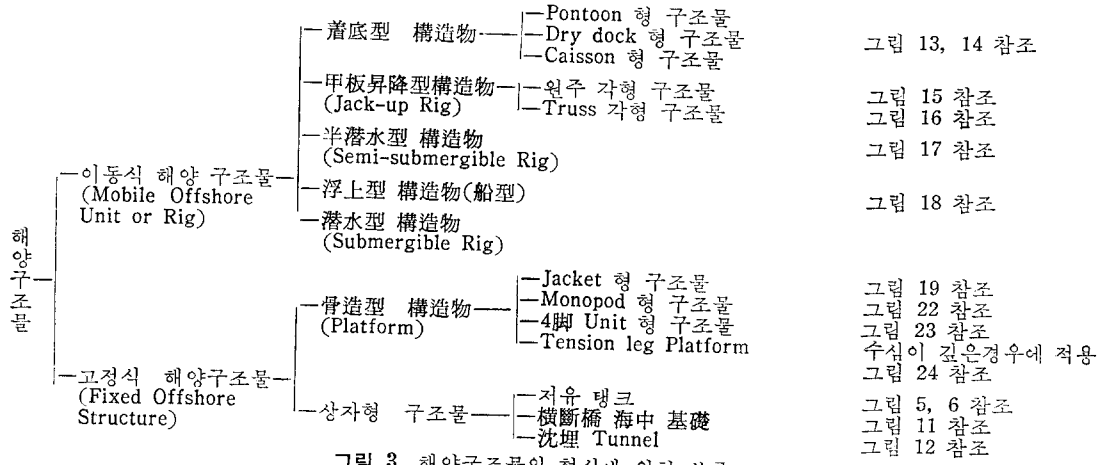 해양구조물
이동식 해양 구조물
(Mobile Offshore
Unit or Rig)
着底型 構造物
Pontoon 형 구조물
Dry dock 형 구조물
Caisson 형 구조물
그림 13, 14 참조
甲板昇降型構造物
(Jack-up Rig)
원주 각형 구조물
그림 15 참조
Truss 각형 구조물
그림 16 참조
半潜水型 構造物
(Semi-submergible Rig)
그림 17 참조
浮上型 構造物(船型)
그림 18 참조
潜水型 構造物
(Submergible Rig)
고정식 해양구조물
(Fixed Offshore
Structure)
骨造型 構造物
(Platform)
Jacket 형 구조물
그림 19 참조
Monopod 형 구조물
그림 22 참조
4脚 Unit 형 구조물
그림 23 참조
Tension leg Platform
수심이 깊은경우에 적용
그림 24 참조
상자형 구조물
저유 탱크
그림 5, 6 참조
橫斷橋 海中 基礎
그림 11 참조
沈埋 Tunnel
그림 12 참조
그림 3 해양구조물의 형식에